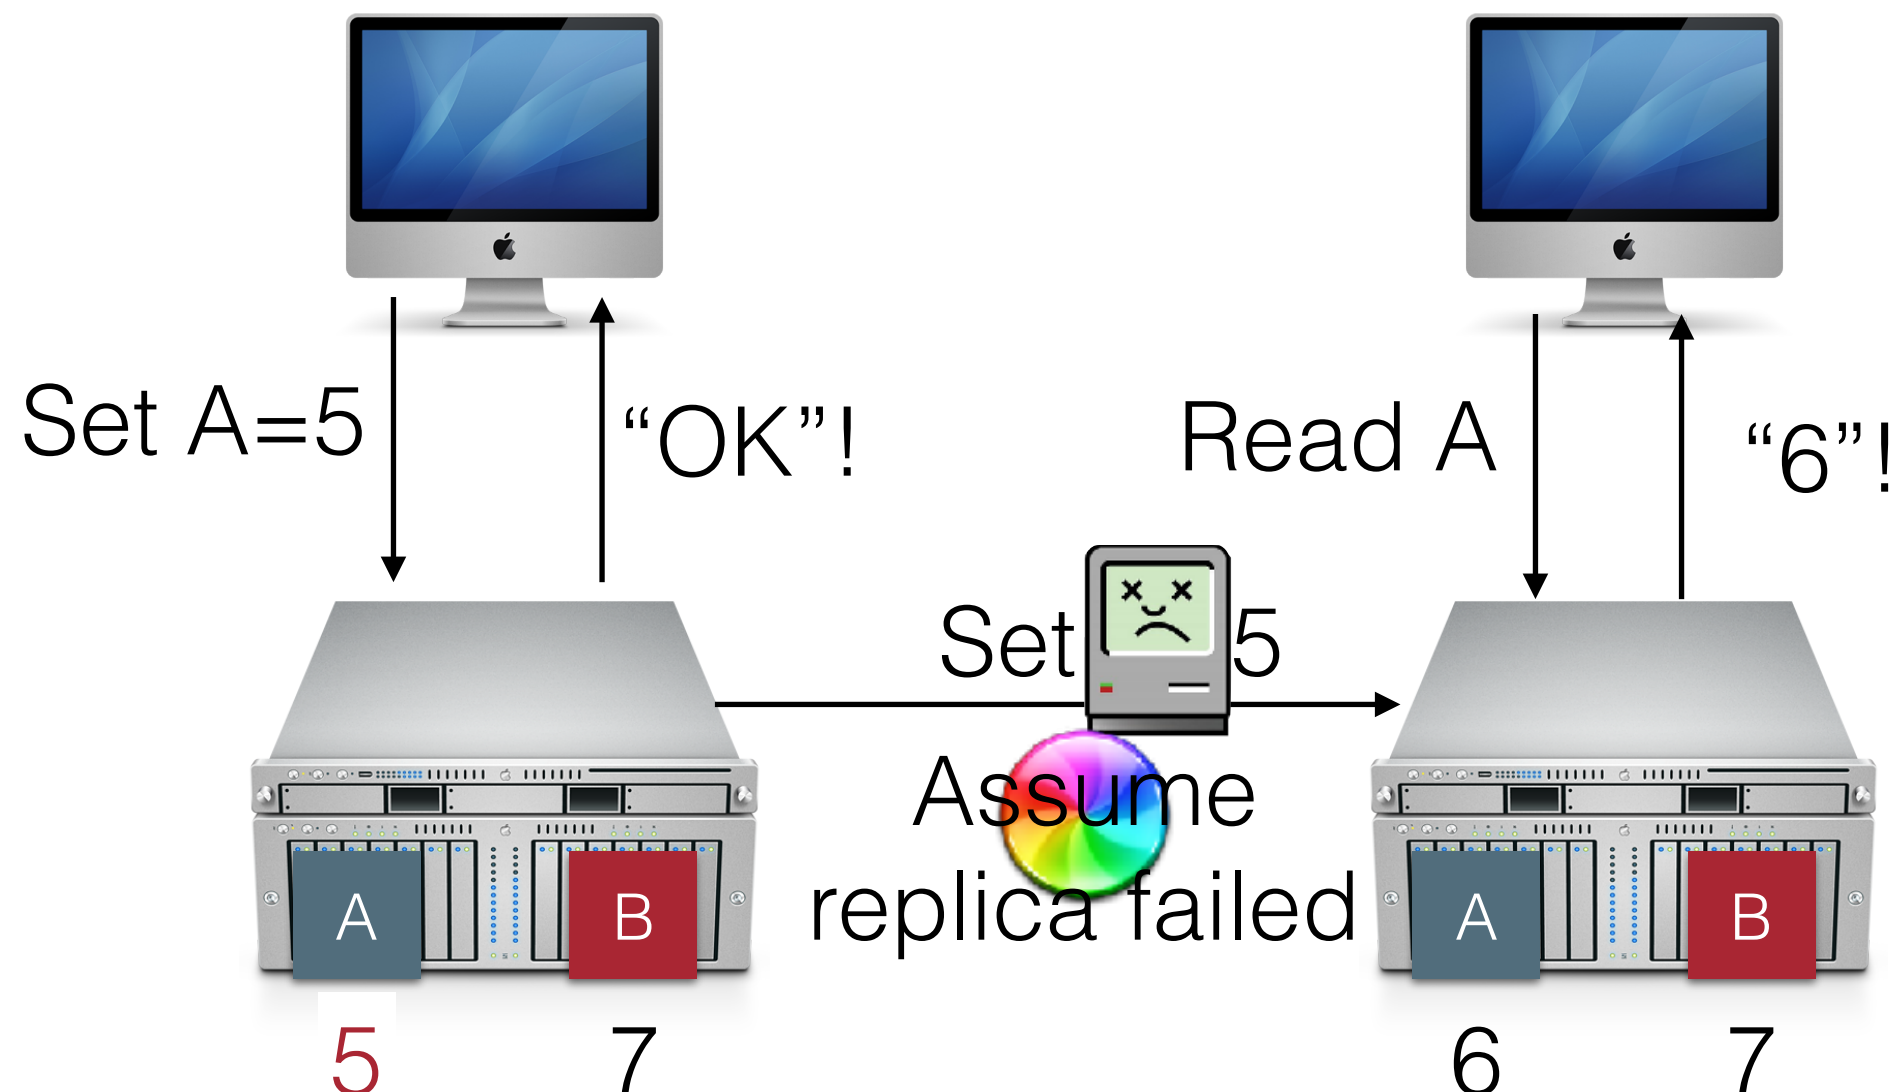 Set A=5
“OK”!
Read A
“6”!
Set 5
Assume
replica failed
A
B
A
B
5
7
6
7